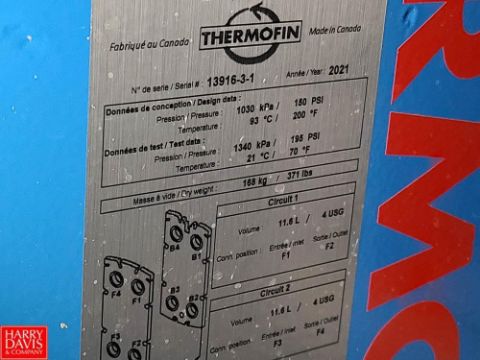 Fabriqué au Canada THERMOFIN Made in Canada
N° de serie / Serial # : 13916-3-1 Année / Year : 2021
Données de conception / Design data :
Pression / Pressure : 1030 kPa / 150 PSI
Temperature : 93 °C / 200 °F
Données de test / Test data :
Pression / Pressure : 1340 kPa / 195 PSI
Temperature : 21 °C / 70 °F
Masse à vide / Dry weight : 168 kg / 371 lbs
Circuit 1
Volume : 11.6 L / 4 USG
Conn. position : Entrée / Inlet Sortie / Outlet
F1 F2
Circuit 2
Volume : 11.6 L / 4 USG
Conn. position : Entrée / Inlet Sortie / Outlet
F3 F4
B4 B1
B3 B2
F4 F1
F3 F2
RMO
HARRY
DAVIS
& COMPANY